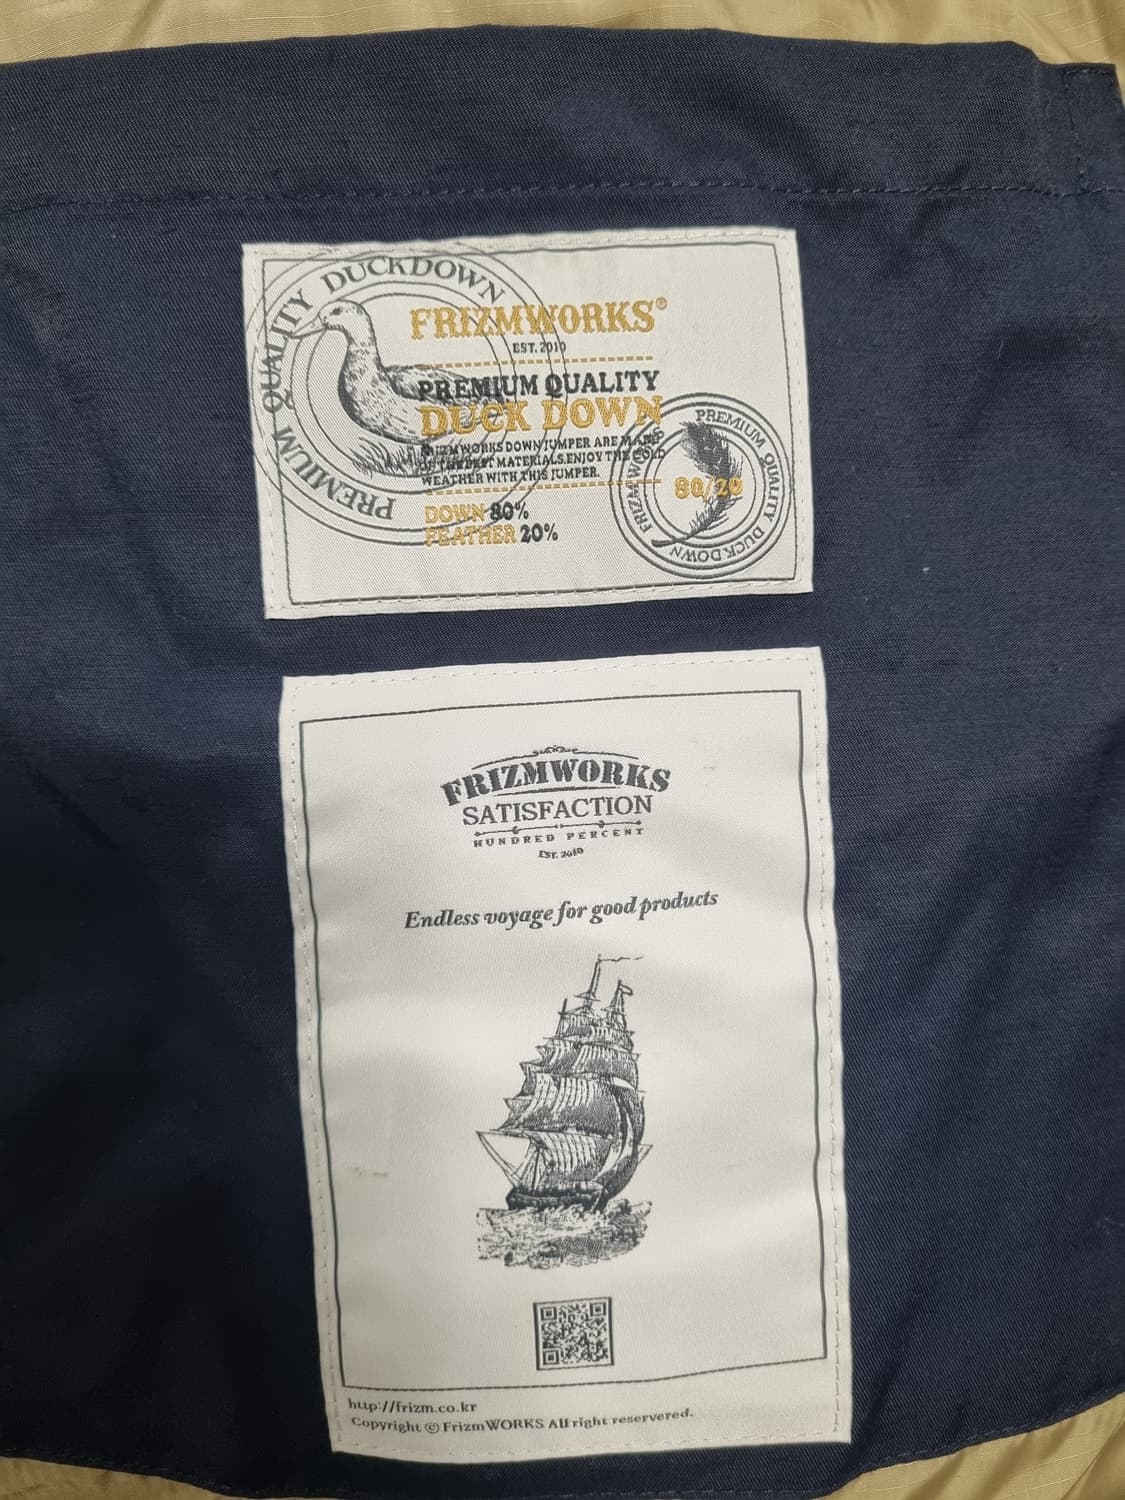 PREMIUM QUALITY DUCKDOWN
FRIZMWORKS®
EST. 2010
PREMIUM QUALITY
DUCK DOWN
FRIZMWORKS DOWN JUMPER ARE MADE
OF THE BEST MATERIALS.ENJOY THE COLD
WEATHER WITH THIS JUMPER.
DOWN 80%
FEATHER 20%
FRIZMWORKS PREMIUM QUALITY DUCK DOWN
80/20
FRIZMWORKS
SATISFACTION
HUNDRED PERCENT
EST. 2010
Endless voyage for good products
http://frizm.co.kr
Copyright © FrizmWORKS All right reservered.